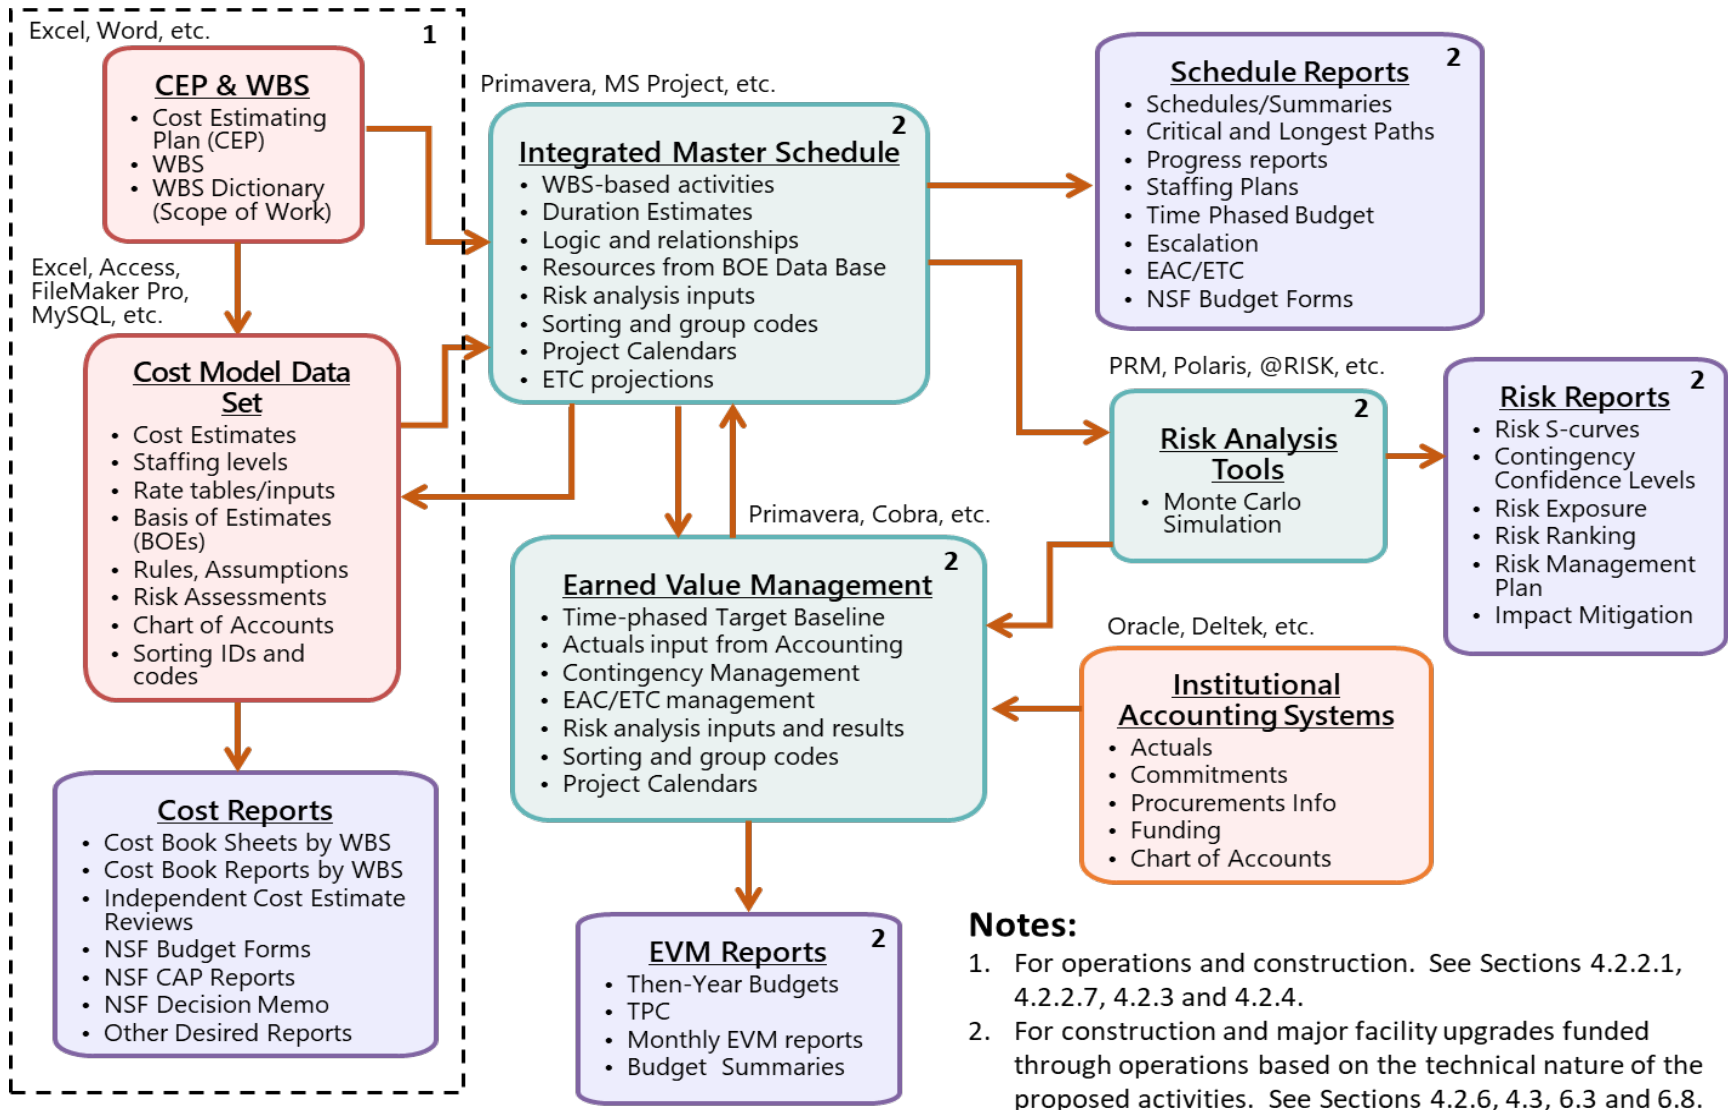 Excel, Word, etc.
1
CEP & WBS
• Cost Estimating
Plan (CEP)
• WBS
• WBS Dictionary
(Scope of Work)
Excel, Access,
FileMaker Pro,
MySQL, etc.
Cost Model Data
Set
• Cost Estimates
• Staffing levels
• Rate tables/inputs
• Basis of Estimates
(BOEs)
• Rules, Assumptions
• Risk Assessments
• Chart of Accounts
• Sorting IDs and
codes
Cost Reports
• Cost Book Sheets by WBS
• Cost Book Reports by WBS
• Independent Cost Estimate
Reviews
• NSF Budget Forms
• NSF CAP Reports
• NSF Decision Memo
• Other Desired Reports
Primavera, MS Project, etc.
2
Integrated Master Schedule
• WBS-based activities
• Duration Estimates
• Logic and relationships
• Resources from BOE Data Base
• Risk analysis inputs
• Sorting and group codes
• Project Calendars
• ETC projections
Primavera, Cobra, etc.
2
Earned Value Management
• Time-phased Target Baseline
• Actuals input from Accounting
• Contingency Management
• EAC/ETC management
• Risk analysis inputs and results
• Sorting and group codes
• Project Calendars
2
EVM Reports
• Then-Year Budgets
• TPC
• Monthly EVM reports
• Budget Summaries
2
Schedule Reports
• Schedules/Summaries
• Critical and Longest Paths
• Progress reports
• Staffing Plans
• Time Phased Budget
• Escalation
• EAC/ETC
• NSF Budget Forms
PRM, Polaris, @RISK, etc.
2
Risk Analysis
Tools
• Monte Carlo
Simulation
2
Risk Reports
• Risk S-curves
• Contingency
Confidence Levels
• Risk Exposure
• Risk Ranking
• Risk Management
Plan
• Impact Mitigation
Oracle, Deltek, etc.
Institutional
Accounting Systems
• Actuals
• Commitments
• Procurements Info
• Funding
• Chart of Accounts
Notes:
1. For operations and construction. See Sections 4.2.2.1,
4.2.2.7, 4.2.3 and 4.2.4.
2. For construction and major facility upgrades funded
through operations based on the technical nature of the
proposed activities. See Sections 4.2.6, 4.3, 6.3 and 6.8.